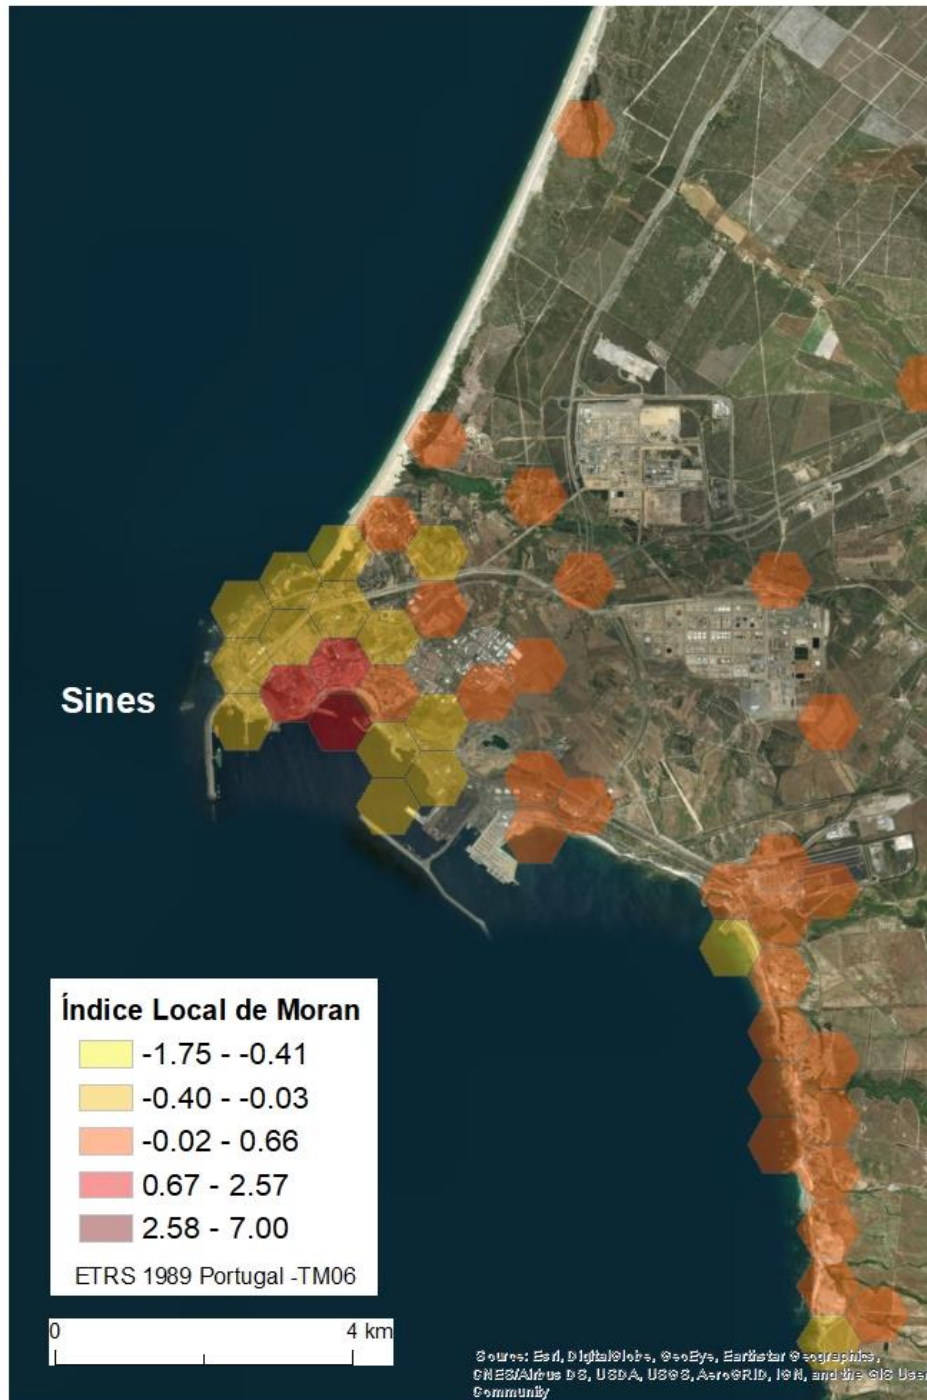 Sines
Índice Local de Moran
-1.75 - -0.41
-0.40 - -0.03
-0.02 - 0.66
0.67 - 2.57
2.58 - 7.00
ETRS 1989 Portugal -TM06
0 4 km
Source: Esri, DigitalGlobe, GeoEye, Earthstar Geographics,
CNES/Airbus DS, USDA, USGS, AeroGRID, IGN, and the GIS User
Community